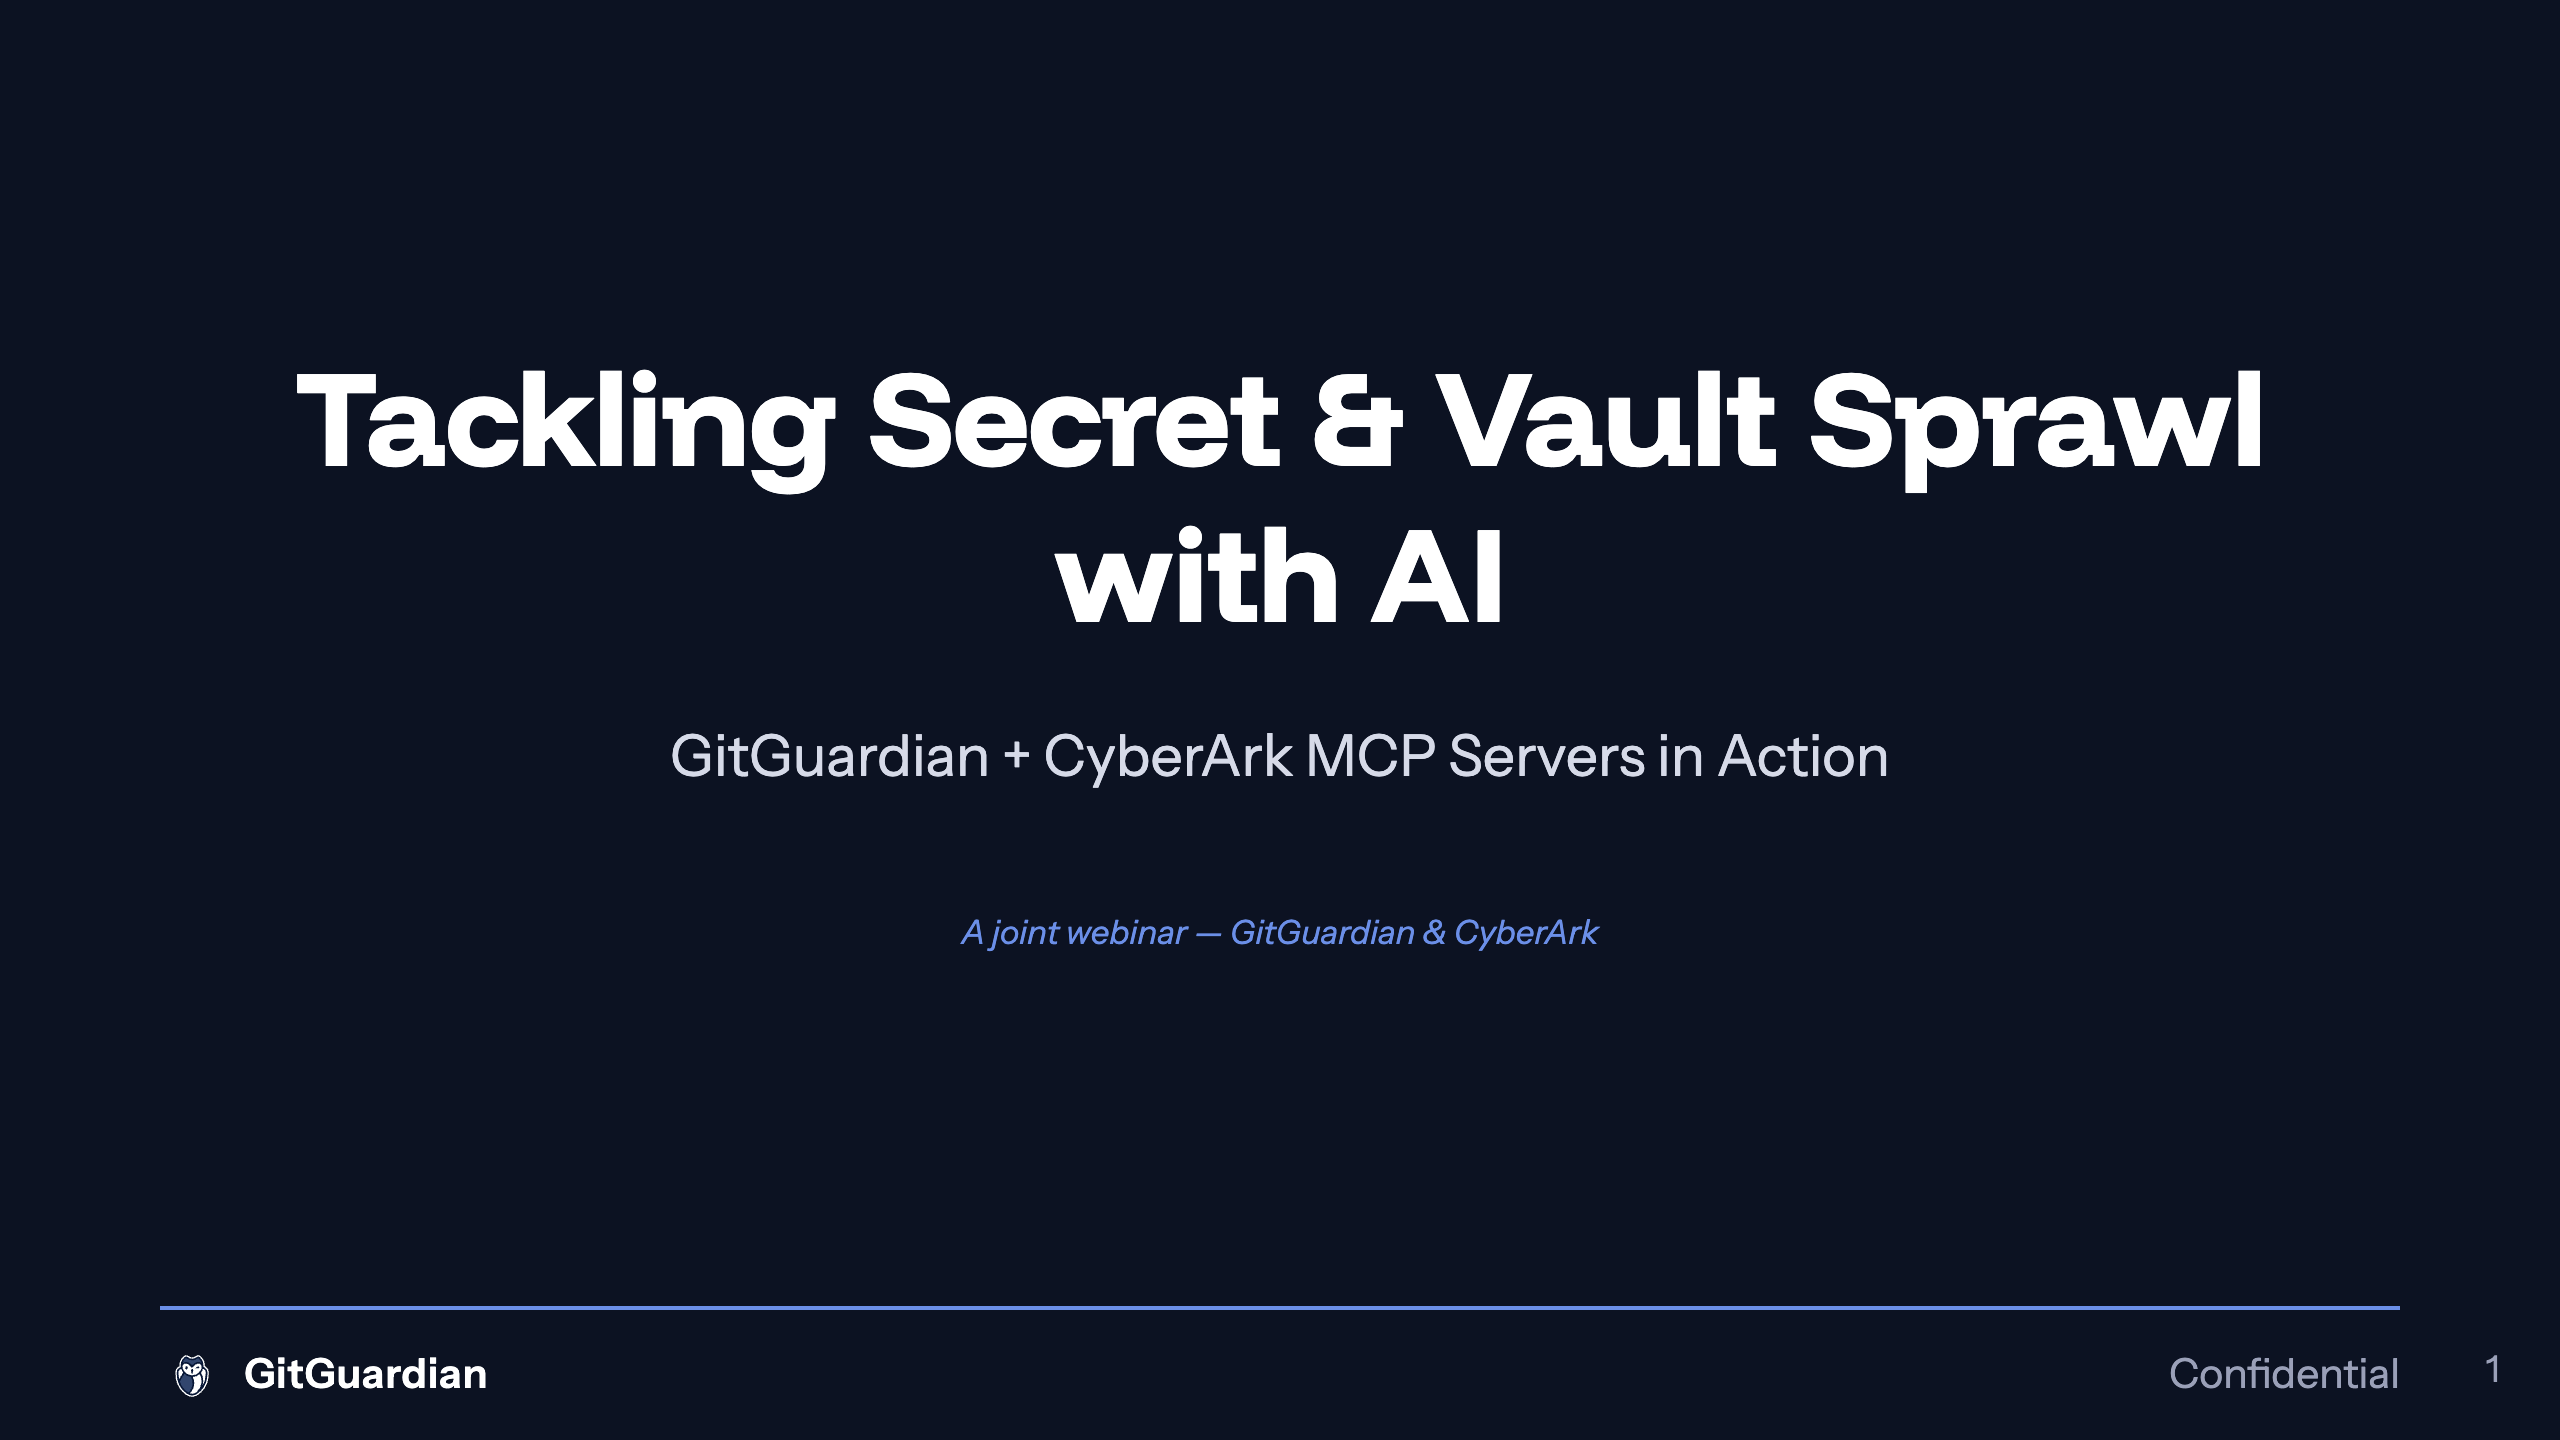 Tackling Secret & Vault Sprawl
with AI
GitGuardian + CyberArk MCP Servers in Action
A joint webinar — GitGuardian & CyberArk
GitGuardian
Confidential
1